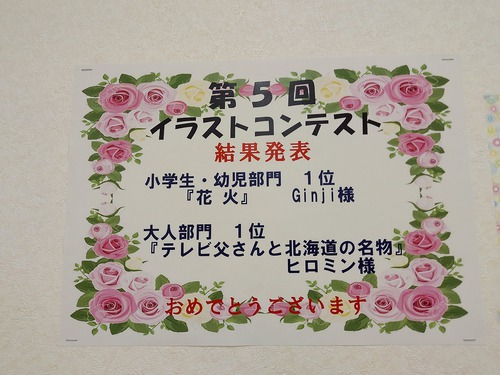 第5回
イラストコンテスト
結果発表
小学生・幼児部門　1位
『花 火』　Ginji様
大人部門　1位
『テレビ父さんと北海道の名物』
ヒロミン様
おめでとうございます